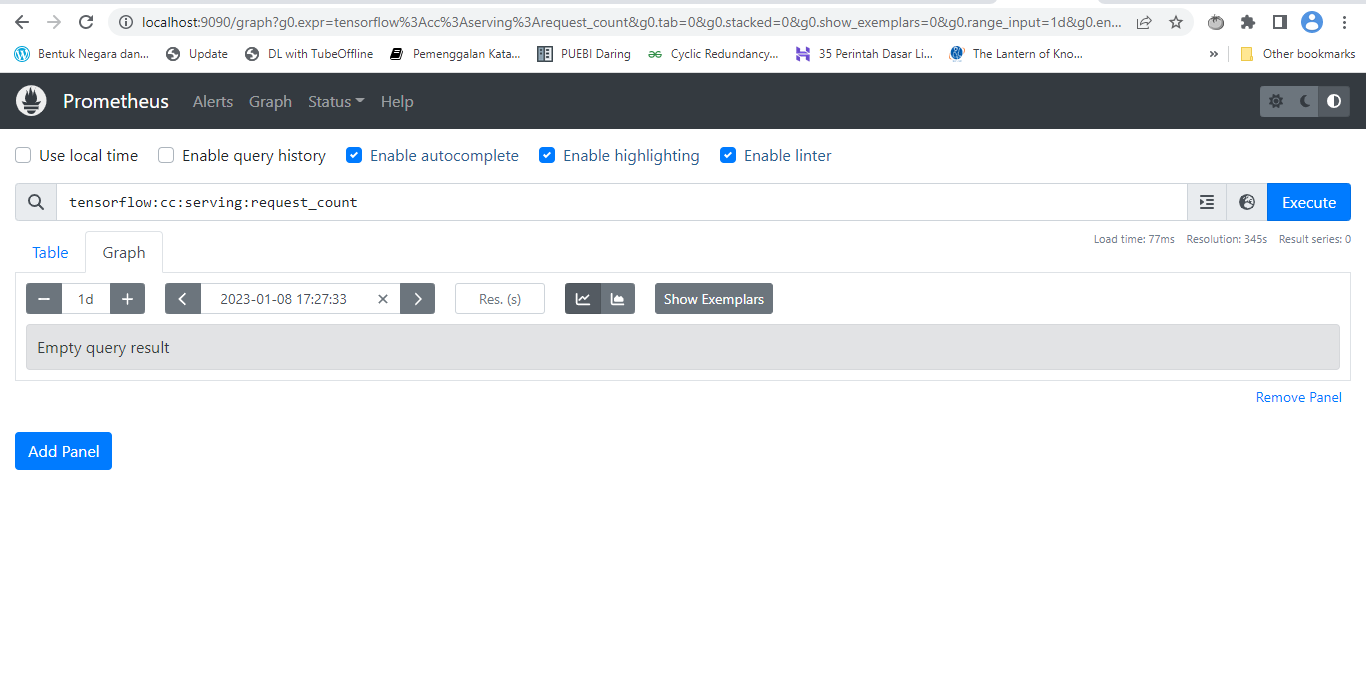 localhost:9090/graph?g0.expr=tensorflow%3Acc%3Aserving%3Arequest_count&g0.tab=0&g0.stacked=0&g0.show_exemplars=0&g0.range_input=1d&g0.en...
Bentuk Negara dan... Update DL with TubeOffline Pemenggalan Kata... PUEBI Daring Cyclic Redundancy... 35 Perintah Dasar Li... The Lantern of Kno... » Other bookmarks
Prometheus Alerts Graph Status Help
Use local time Enable query history Enable autocomplete Enable highlighting Enable linter
tensorflow:cc:serving:request_count Execute
Table Graph Load time: 77ms Resolution: 345s Result series: 0
1d 2023-01-08 17:27:33 Res. (s) Show Exemplars
Empty query result
Remove Panel
Add Panel